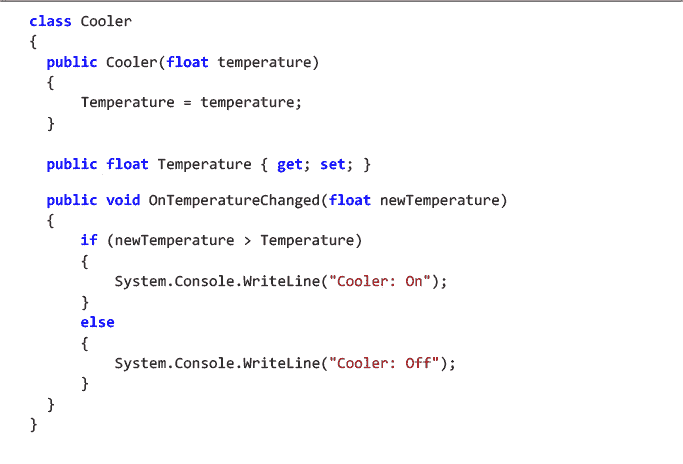 class Cooler
{
public Cooler(float temperature)
{
Temperature = temperature;
}
public float Temperature { get; set; }
public void OnTemperatureChanged(float newTemperature)
{
if (newTemperature > Temperature)
{
System.Console.WriteLine("Cooler: On");
}
else
{
System.Console.WriteLine("Cooler: Off");
}
}
}